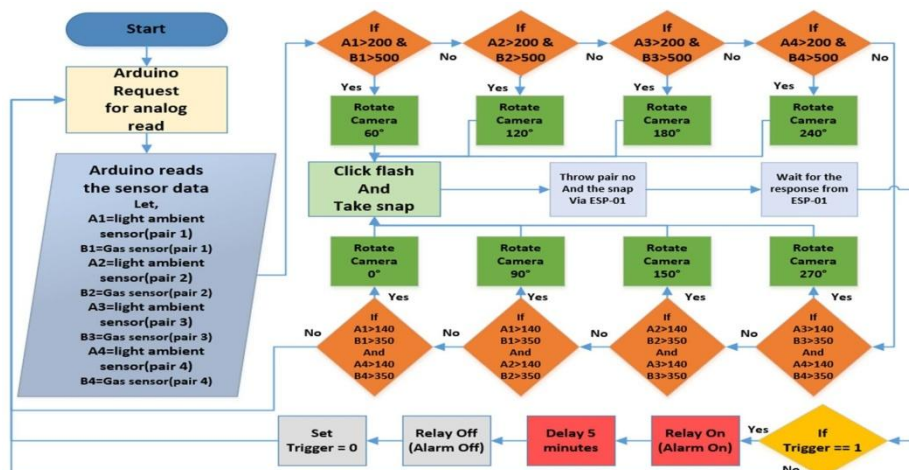 Start
Arduino
Request
for analog
read
Arduino reads
the sensor data
Let,
A1=light ambient
sensor(pair 1)
B1=Gas sensor(pair 1)
A2=light ambient
sensor(pair 2)
B2=Gas sensor(pair 2)
A3=light ambient
sensor(pair 3)
B3=Gas sensor(pair 3)
A4=light ambient
sensor(pair 4)
B4=Gas sensor(pair 4)
If
A1>200 &
B1>500
No
Yes
If
A2>200 &
B2>500
No
Yes
If
A3>200 &
B3>500
No
Yes
If
A4>200 &
B4>500
No
Yes
Rotate
Camera
60°
Rotate
Camera
120°
Rotate
Camera
180°
Rotate
Camera
240°
Click flash
And
Take snap
Throw pair no
And the snap
Via ESP-01
Wait for the
response from
ESP-01
Rotate
Camera
0°
Rotate
Camera
90°
Rotate
Camera
150°
Rotate
Camera
270°
No
Yes
If
A1>140
B1>350
And
A4>140
B4>350
No
Yes
If
A1>140
B1>350
And
A2>140
B2>350
No
Yes
If
A2>140
B2>350
And
A3>140
B3>350
No
Yes
If
A3>140
B3>350
And
A4>140
B4>350
Set
Trigger = 0
Relay Off
(Alarm Off)
Delay 5
minutes
Relay On
(Alarm On)
Yes
If
Trigger == 1
No